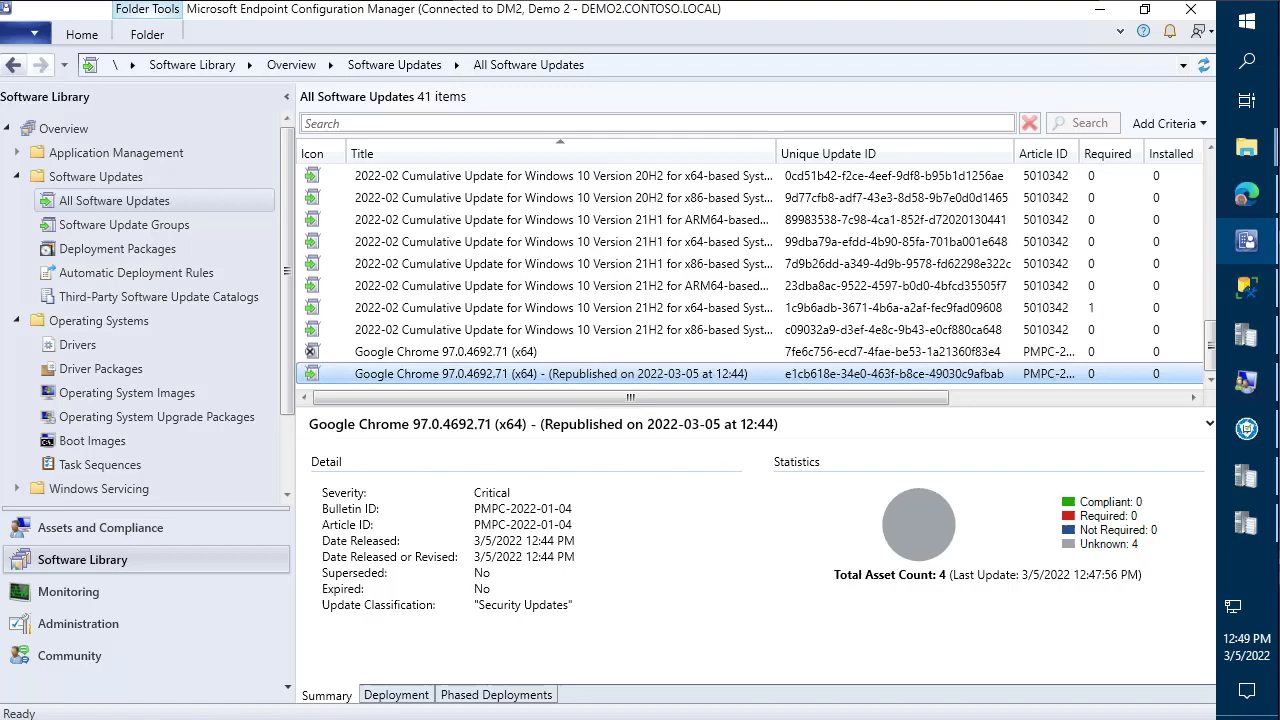 Folder Tools Microsoft Endpoint Configuration Manager (Connected to DM2, Demo 2 - DEMO2.CONTOSO.LOCAL)
Home Folder
\ Software Library Overview Software Updates All Software Updates
Software Library
Overview
Application Management
Software Updates
All Software Updates
Software Update Groups
Deployment Packages
Automatic Deployment Rules
Third-Party Software Update Catalogs
Operating Systems
Drivers
Driver Packages
Operating System Images
Operating System Upgrade Packages
Boot Images
Task Sequences
Windows Servicing
Assets and Compliance
Software Library
Monitoring
Administration
Community
Ready
All Software Updates 41 items
Search Search Add Criteria
Icon Title Unique Update ID Article ID Required Installed
2022-02 Cumulative Update for Windows 10 Version 20H2 for x64-based Syst... 0cd51b42-f2ce-4eef-9df8-b95b1d1256ae 5010342 0 0
2022-02 Cumulative Update for Windows 10 Version 20H2 for x86-based Syst... 9d77cfb8-adf7-43e3-8d58-9b7e0d0d1465 5010342 0 0
2022-02 Cumulative Update for Windows 10 Version 21H1 for ARM64-based... 89983538-7c98-4ca1-852f-d72020130441 5010342 0 0
2022-02 Cumulative Update for Windows 10 Version 21H1 for x64-based Syst... 5010342 0 0
2022-02 Cumulative Update for Windows 10 Version 21H1 for x86-based Syst... 7d9b26dd-a349-4d9b-9578-fd62298e322c 5010342 0 0
2022-02 Cumulative Update for Windows 10 Version 21H2 for ARM64-based... 23dba8ac-9522-4597-b0d0-4bfcd35505f7 5010342 0 0
2022-02 Cumulative Update for Windows 10 Version 21H2 for x64-based Syst... 1c9b6adb-3671-4b6a-a2af-fec9fad09608 5010342 1 0
2022-02 Cumulative Update for Windows 10 Version 21H2 for x86-based Syst... c09032a9-d3ef-4e8c-9b43-e0cf880ca648 5010342 0 0
Google Chrome 97.0.4692.71 (x64) 7fe6c756-ecd7-4fae-be53-1a21360f83e4 PMPC-2... 0 0
Google Chrome 97.0.4692.71 (x64) - (Republished on 2022-03-05 at 12:44) e1cb618e-34e0-463f-b8ce-49030c9afbab PMPC-2... 0 0
Google Chrome 97.0.4692.71 (x64) - (Republished on 2022-03-05 at 12:44)
Detail
Severity: Critical
Bulletin ID: PMPC-2022-01-04
Article ID: PMPC-2022-01-04
Date Released: 3/5/2022 12:44 PM
Date Released or Revised: 3/5/2022 12:44 PM
Superseded: No
Expired: No
Update Classification: "Security Updates"
Statistics
Compliant: 0
Required: 0
Not Required: 0
Unknown: 4
Total Asset Count: 4 (Last Update: 3/5/2022 12:47:56 PM)
Summary Deployment Phased Deployments
12:49 PM
3/5/2022